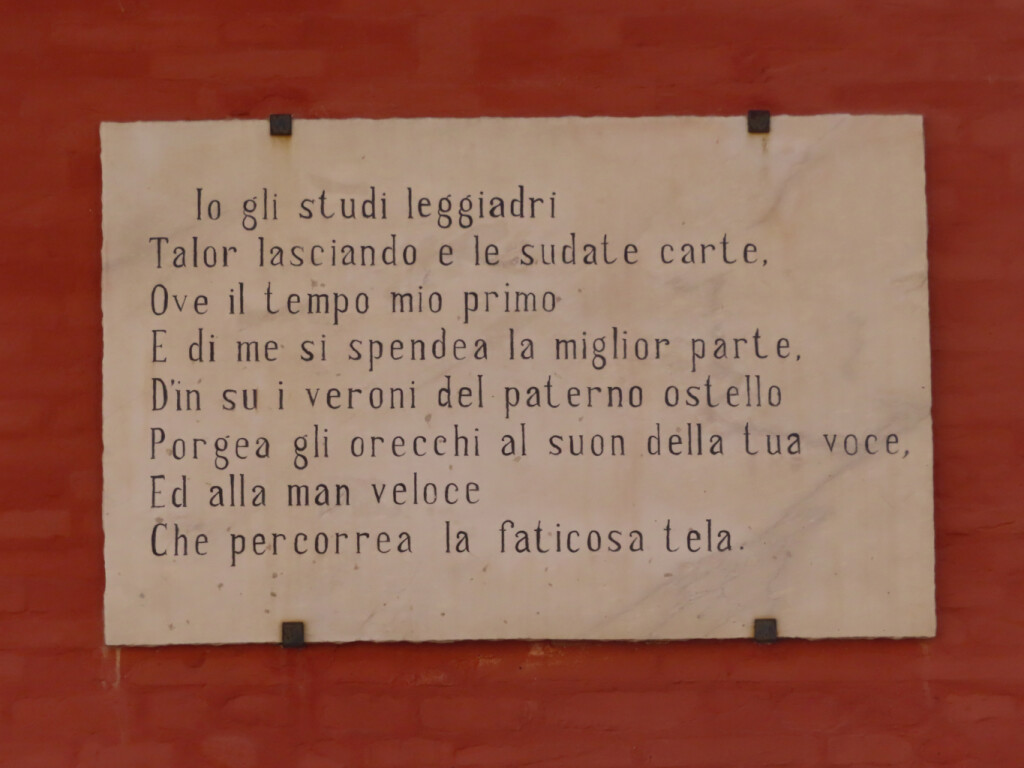 Io gli studi leggiadri
Talor lasciando e le sudate carte,
Ove il tempo mio primo
E di me si spendea la miglior parte,
D'in su i veroni del paterno ostello
Porgea gli orecchi al suon della tua voce,
Ed alla man veloce
Che percorrea la faticosa tela.